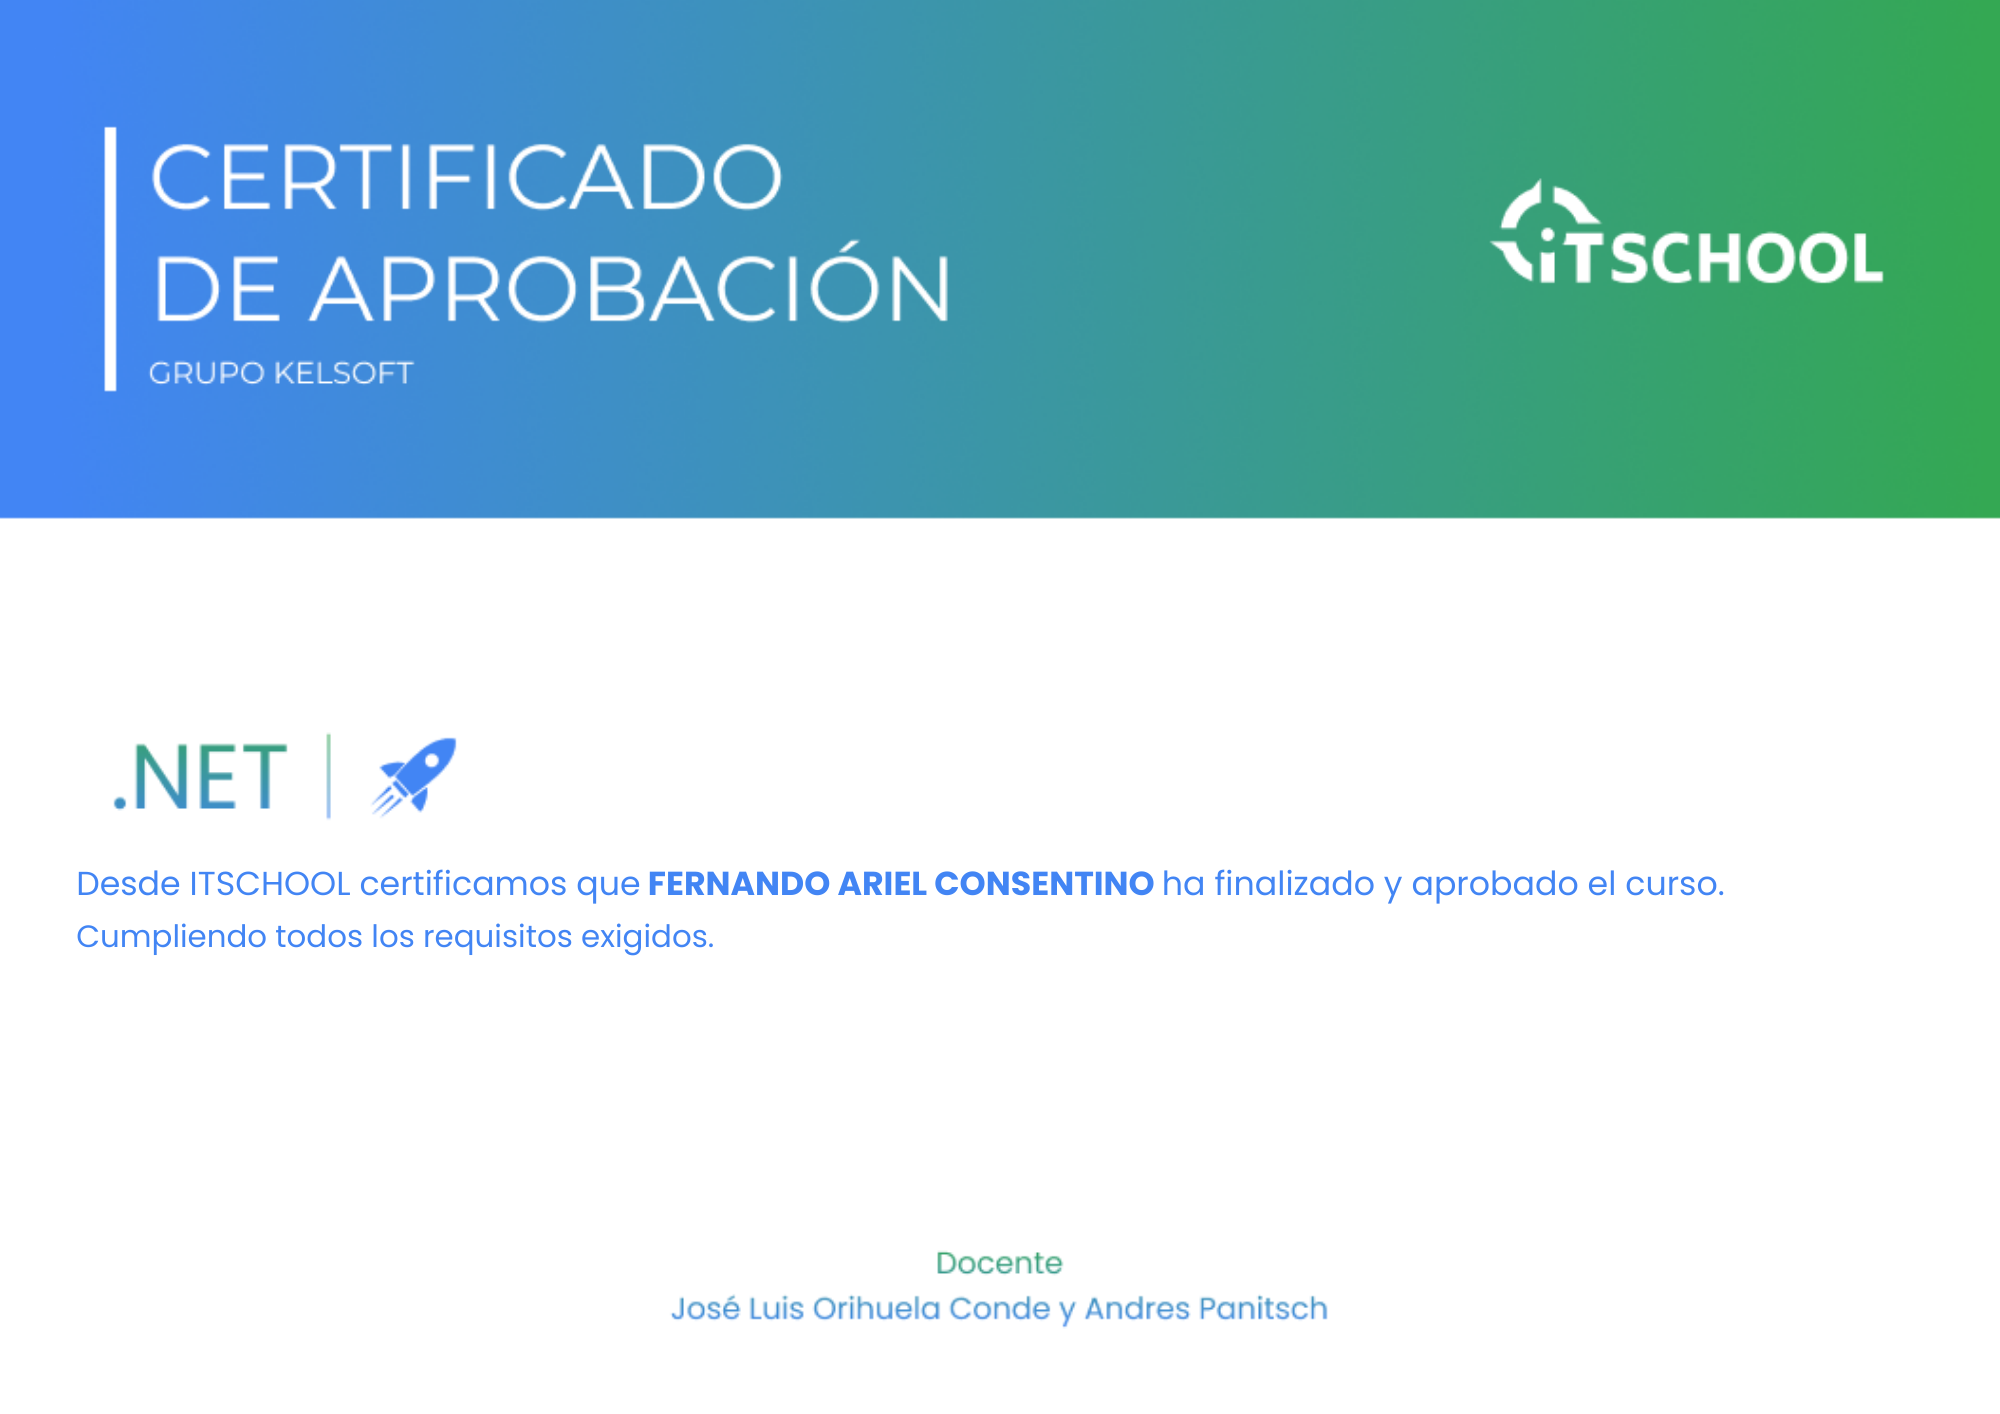 CERTIFICADO
DE APROBACIÓN
GRUPO KELSOFT
iTSCHOOL
.NET
Desde ITSCHOOL certificamos que FERNANDO ARIEL CONSENTINO ha finalizado y aprobado el curso.
Cumpliendo todos los requisitos exigidos.
Docente
José Luis Orihuela Conde y Andres Panitsch